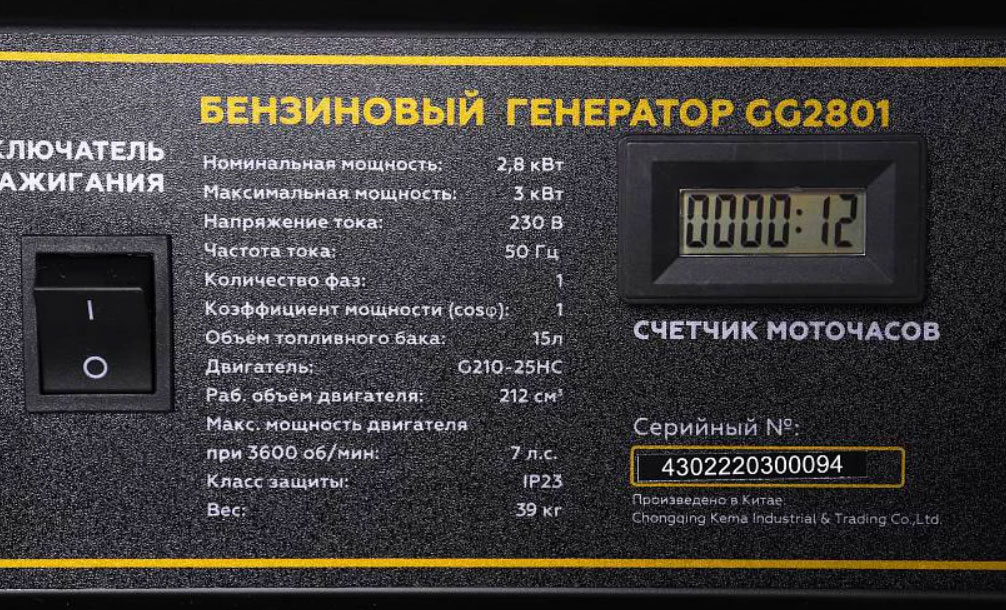 БЕНЗИНОВЫЙ ГЕНЕРАТОР GG2801
КЛЮЧАТЕЛЬ
АЖИГАНИЯ
I
O
Номинальная мощность: 2,8 кВт
Максимальная мощность: 3 кВт
Напряжение тока: 230 В
Частота тока: 50 Гц
Количество фаз: 1
Коэффициент мощности (cosφ): 1
Объём топливного бака: 15л
Двигатель: G210-25HC
Раб. объём двигателя: 212 см³
Макс. мощность двигателя
при 3600 об/мин: 7 л.с.
Класс защиты: IP23
Вес: 39 кг
0000:12
СЧЕТЧИК МОТОЧАСОВ
Серийный №:
4302220300094
Произведено в Китае
Chongqing Kema Industrial & Trading Co.,Ltd.